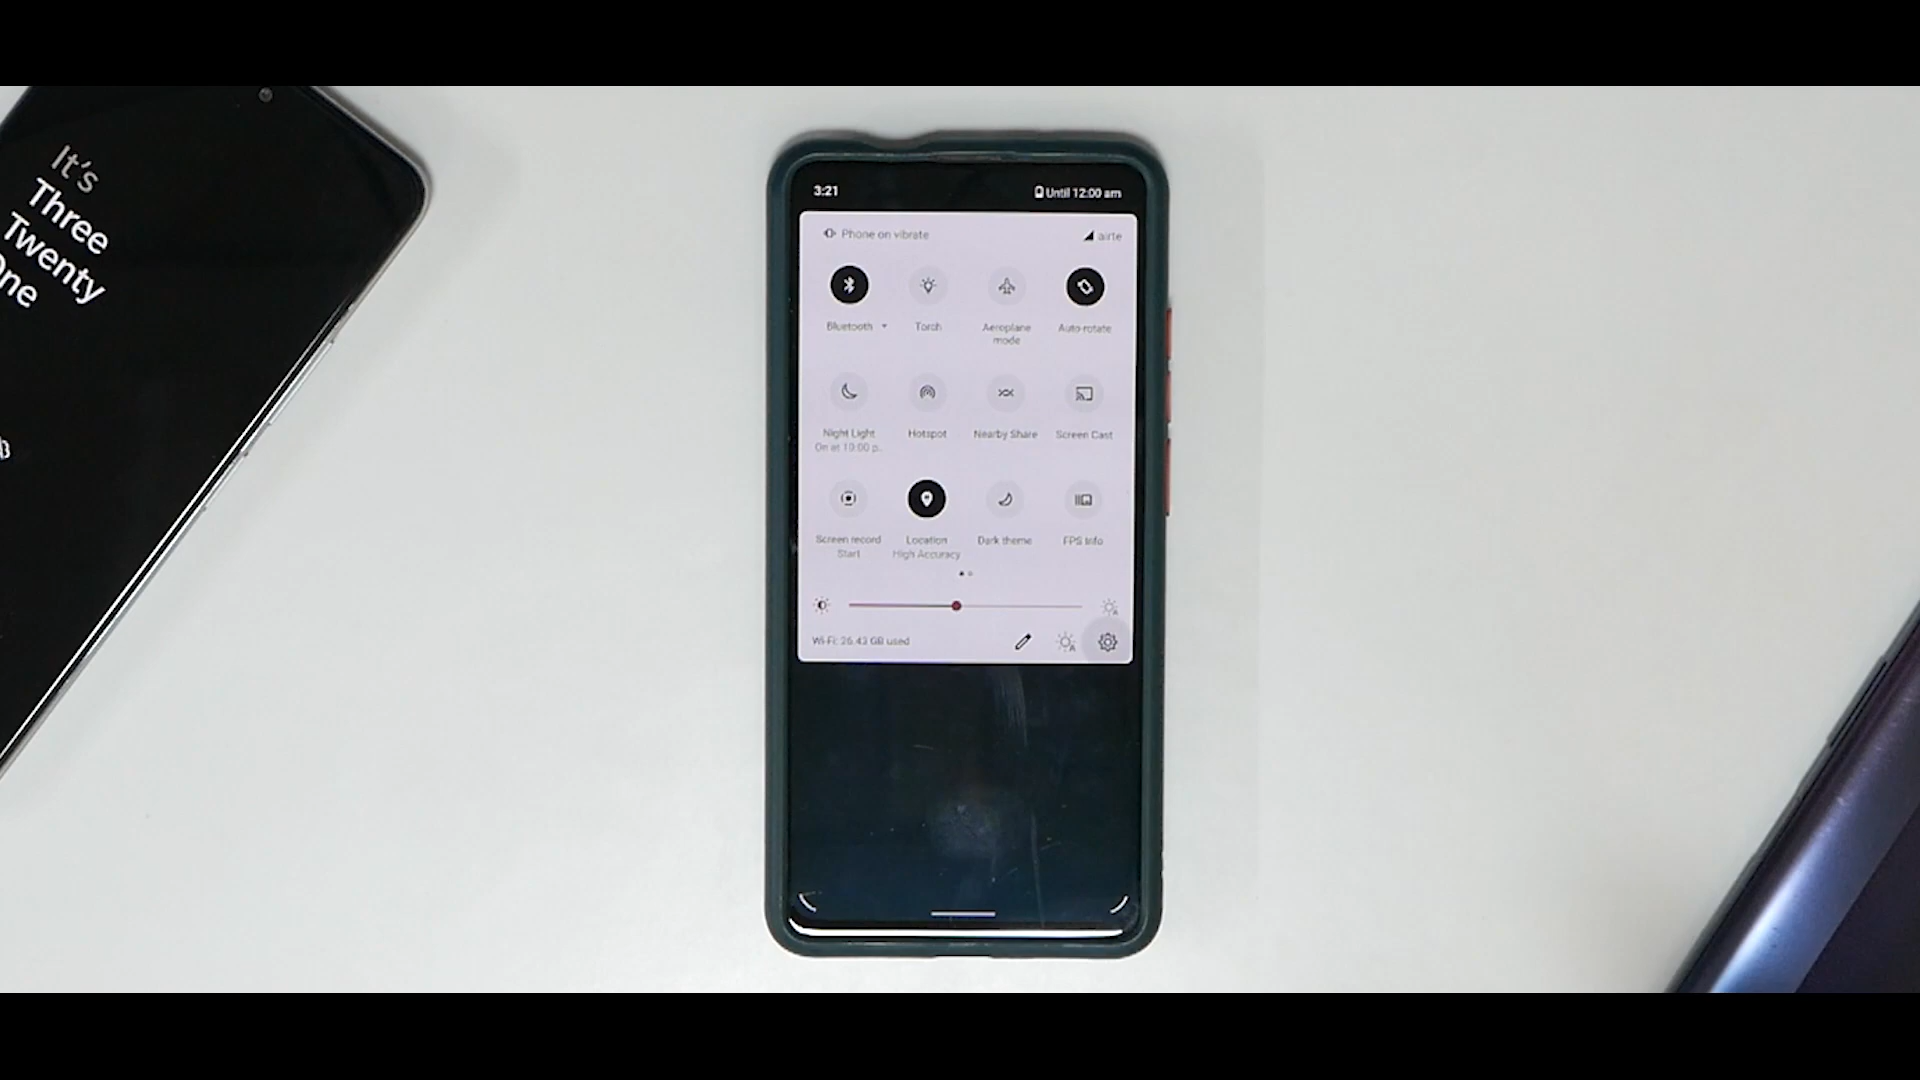 It's
Three
Twenty
One
3:21
Until 12:00 am
Phone on vibrate
airte
Bluetooth
Torch
Aeroplane
mode
Auto-rotate
Night Light
On at 10:00 p..
Hotspot
Nearby Share
Screen Cast
Screen record
Start
Location
High Accuracy
Dark theme
FPS Info
Wi-Fi: 26.43 GB used